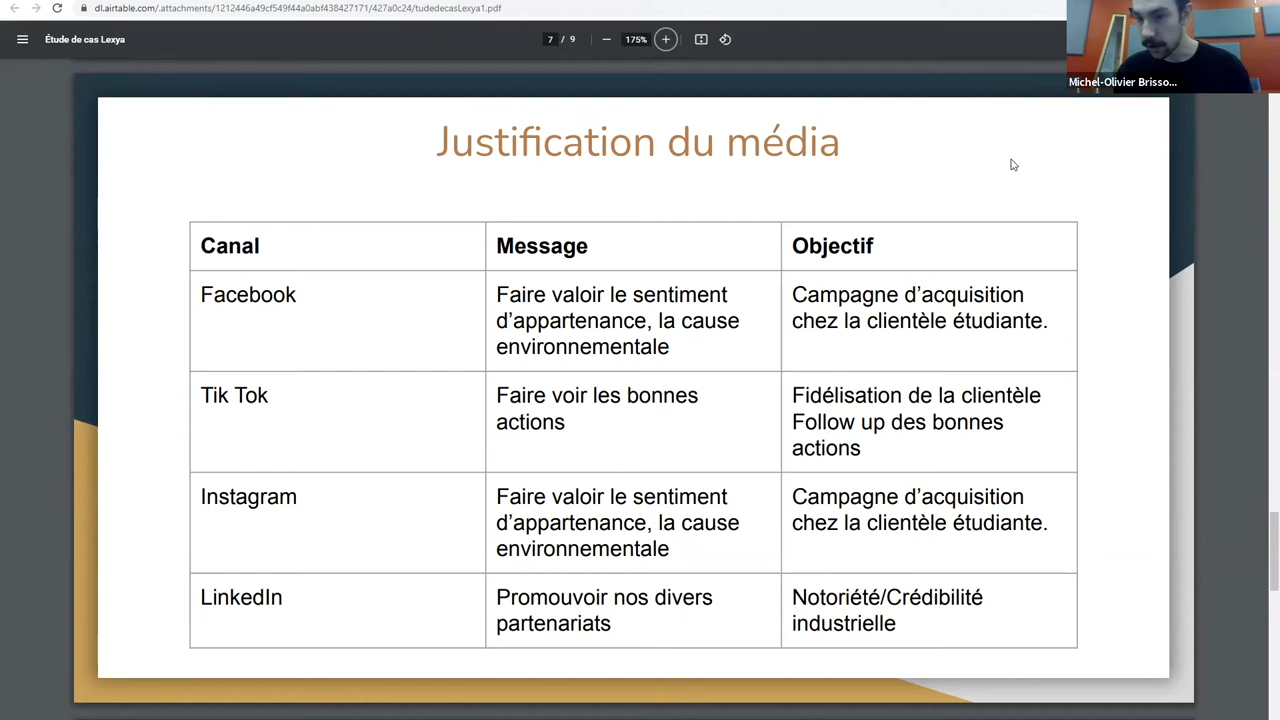 dl.airtable.com/.attachments/1212446a49cf549f44a0abf438427171/427a0c24/tudedecasLexya1.pdf
Étude de cas Lexya
7 / 9
175%
Michel-Olivier Brisso...
Justification du média
Canal
Message
Objectif
Facebook
Faire valoir le sentiment
d'appartenance, la cause
environnementale
Campagne d'acquisition
chez la clientèle étudiante.
Tik Tok
Faire voir les bonnes
actions
Fidélisation de la clientèle
Follow up des bonnes
actions
Instagram
Faire valoir le sentiment
d'appartenance, la cause
environnementale
Campagne d'acquisition
chez la clientèle étudiante.
LinkedIn
Promouvoir nos divers
partenariats
Notoriété/Crédibilité
industrielle